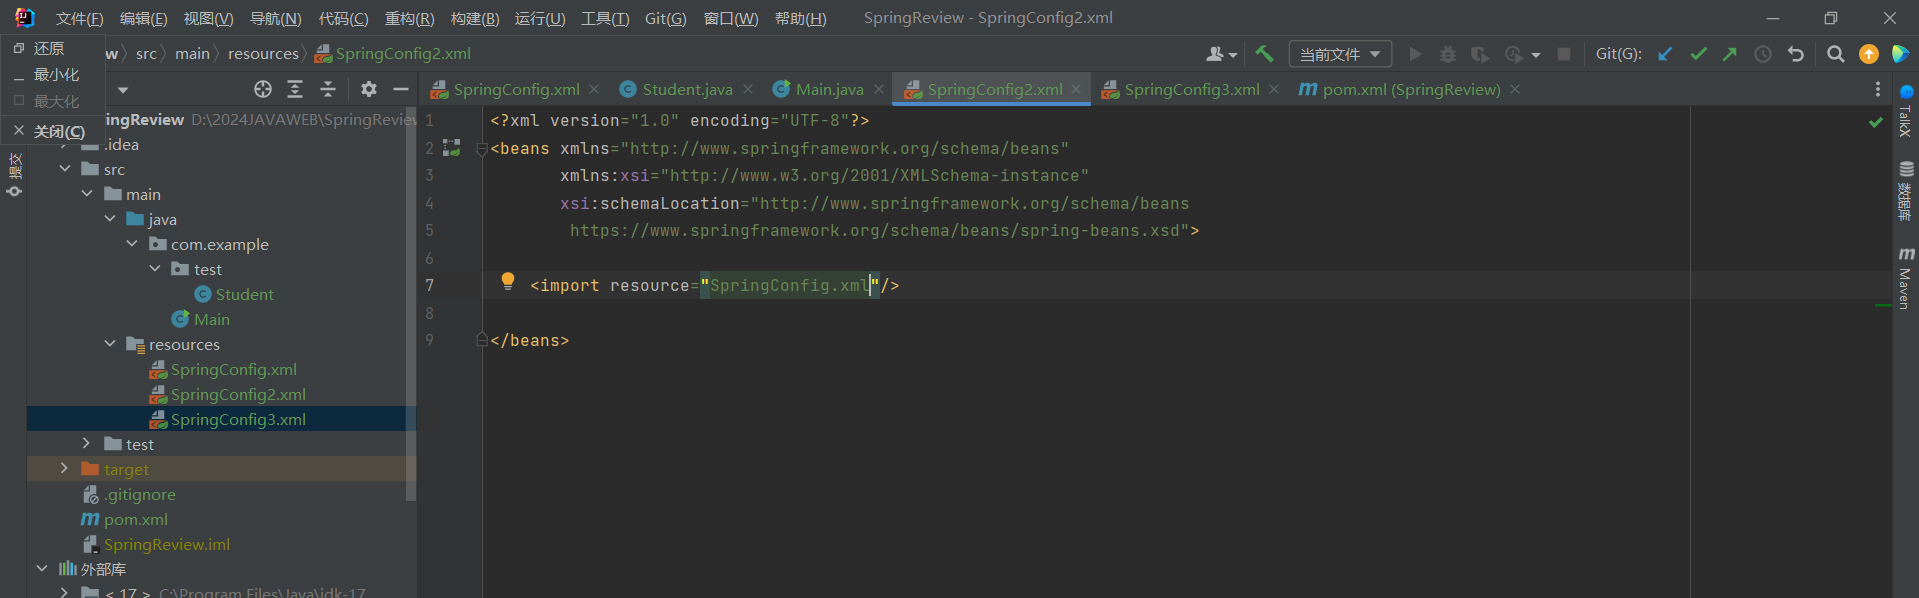 文件(F) 编辑(E) 视图(V) 导航(N) 代码(C) 重构(R) 构建(B) 运行(U) 工具(T) Git(G) 窗口(W) 帮助(H) SpringReview - SpringConfig2.xml
还原
最小化
最大化
关闭(C)
w src main resources SpringConfig2.xml
当前文件 Git(G):
SpringConfig.xml Student.java Main.java SpringConfig2.xml SpringConfig3.xml pom.xml (SpringReview)
ingReview D:\2024JAVAWEB\SpringReview
.idea
src
main
java
com.example
test
Student
Main
resources
SpringConfig.xml
SpringConfig2.xml
SpringConfig3.xml
test
target
.gitignore
pom.xml
SpringReview.iml
外部库
< 17 > C:\Program Files\Java\jdk-17
提交
1 <?xml version="1.0" encoding="UTF-8"?>
2 <beans xmlns="http://www.springframework.org/schema/beans"
3 xmlns:xsi="http://www.w3.org/2001/XMLSchema-instance"
4 xsi:schemaLocation="http://www.springframework.org/schema/beans
5 https://www.springframework.org/schema/beans/spring-beans.xsd">
6
7 <import resource="SpringConfig.xml"/>
8
9 </beans>
TalkX
数据库
m Maven